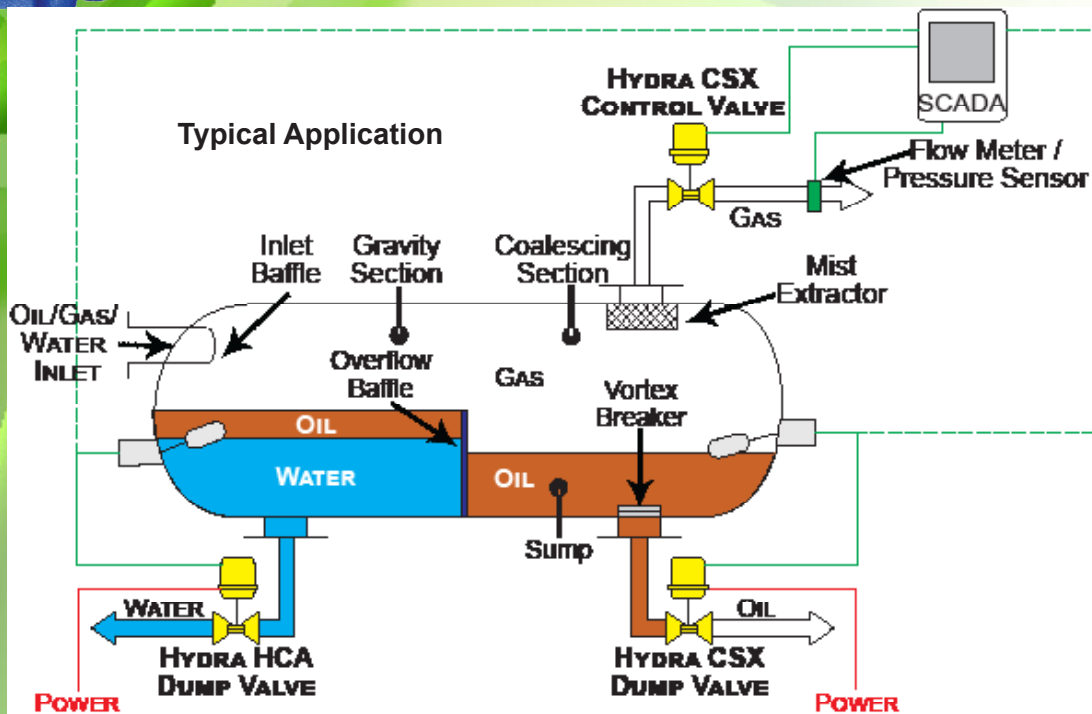 HYDRA CSX
CONTROL VALVE
SCADA
Typical Application
Flow Meter /
Pressure Sensor
GAS
Inlet
Baffle
Gravity
Section
Coalescing
Section
Mist
Extractor
OIL/GAS/
WATER
INLET
Overflow
Baffle
GAS
Vortex
Breaker
OIL
WATER
OIL
Sump
WATER
OIL
HYDRA HCA
DUMP VALVE
HYDRA CSX
DUMP VALVE
POWER
POWER